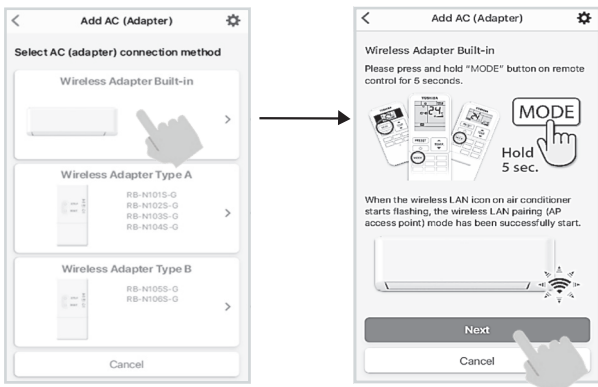 Add AC (Adapter)
Select AC (adapter) connection method
Wireless Adapter Built-in
Wireless Adapter Type A
RB-N101S-G
RB-N102S-G
RB-N103S-G
RB-N104S-G
Wireless Adapter Type B
RB-N105S-G
RB-N106S-G
Cancel
Add AC (Adapter)
Wireless Adapter Built-in
Please press and hold "MODE" button on remote
control for 5 seconds.
TOSHIBA
PRESET
MODE
Hold
5 sec.
When the wireless LAN icon on air conditioner
starts flashing, the wireless LAN pairing (AP
access point) mode has been successfully start.
Next
Cancel